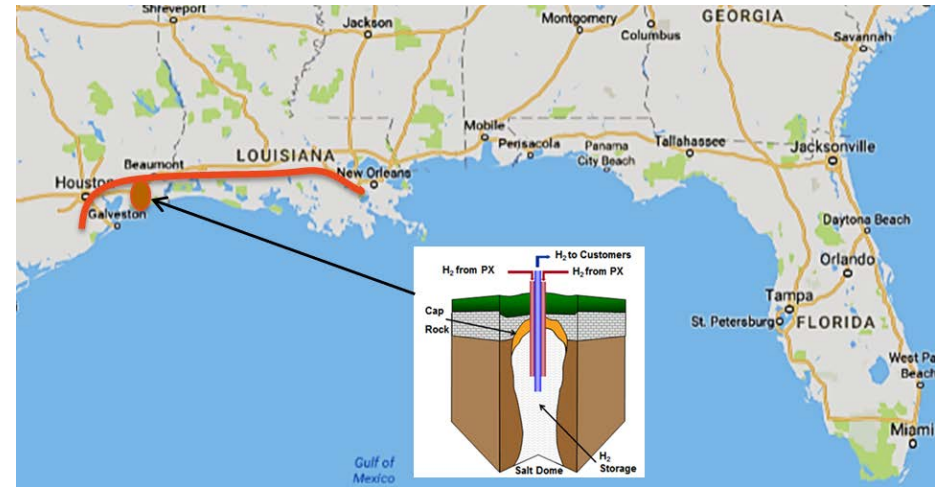 Shreveport
Jackson
Montgomery
Columbus
GEORGIA
Savannah
Mobile
Pensacola
Panama
City Beach
Tallahassee
Jacksonville
LOUISIANA
Beaumont
New Orleans
Houston
Galveston
Daytona Beach
Orlando
Tampa
St. Petersburg
FLORIDA
West Pa
Beach
Miami
Gulf of
Mexico
H2 to Customers
H2 from PX
H2 from PX
Cap
Rock
H2
Storage
Salt Dome